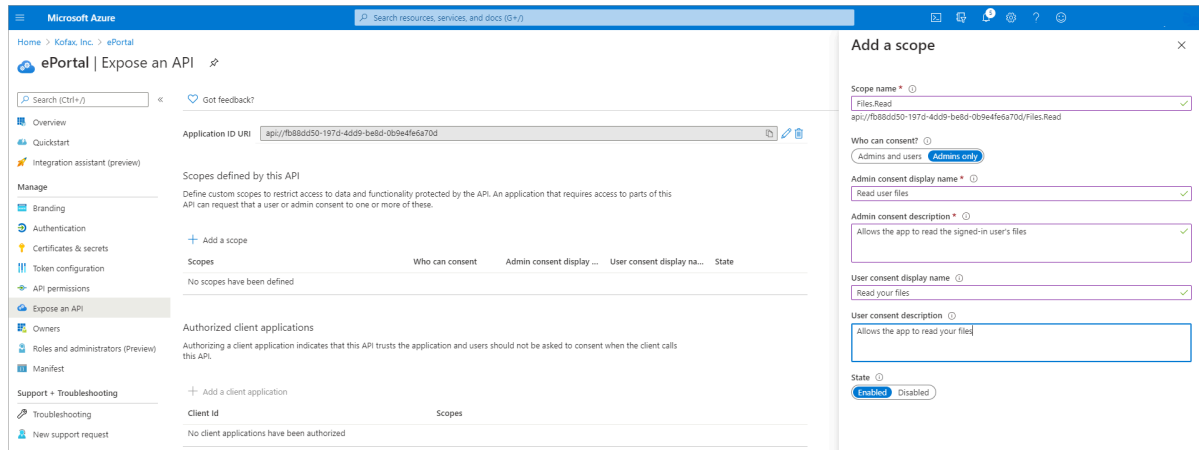 Microsoft Azure
Search resources, services, and docs (G+/)
5
Home > Kofax, Inc. > ePortal
ePortal | Expose an API
Search (Ctrl+/)
«
Overview
Quickstart
Integration assistant (preview)
Manage
Branding
Authentication
Certificates & secrets
Token configuration
API permissions
Expose an API
Owners
Roles and administrators (Preview)
Manifest
Support + Troubleshooting
Troubleshooting
New support request
Got feedback?
Application ID URI api://fb88dd50-197d-4dd9-be8d-0b9e4fe6a70d
Scopes defined by this API
Define custom scopes to restrict access to data and functionality protected by the API. An application that requires access to parts of this
API can request that a user or admin consent to one or more of these.
+ Add a scope
Scopes Who can consent Admin consent display ... User consent display na... State
No scopes have been defined
Authorized client applications
Authorizing a client application indicates that this API trusts the application and users should not be asked to consent when the client calls
this API.
+ Add a client application
Client Id Scopes
No client applications have been authorized
Add a scope
Scope name *
Files.Read
api://fb88dd50-197d-4dd9-be8d-0b9e4fe6a70d/Files.Read
Who can consent?
Admins and users Admins only
Admin consent display name *
Read user files
Admin consent description *
Allows the app to read the signed-in user's files
User consent display name
Read your files
User consent description
Allows the app to read your files
State
Enabled Disabled